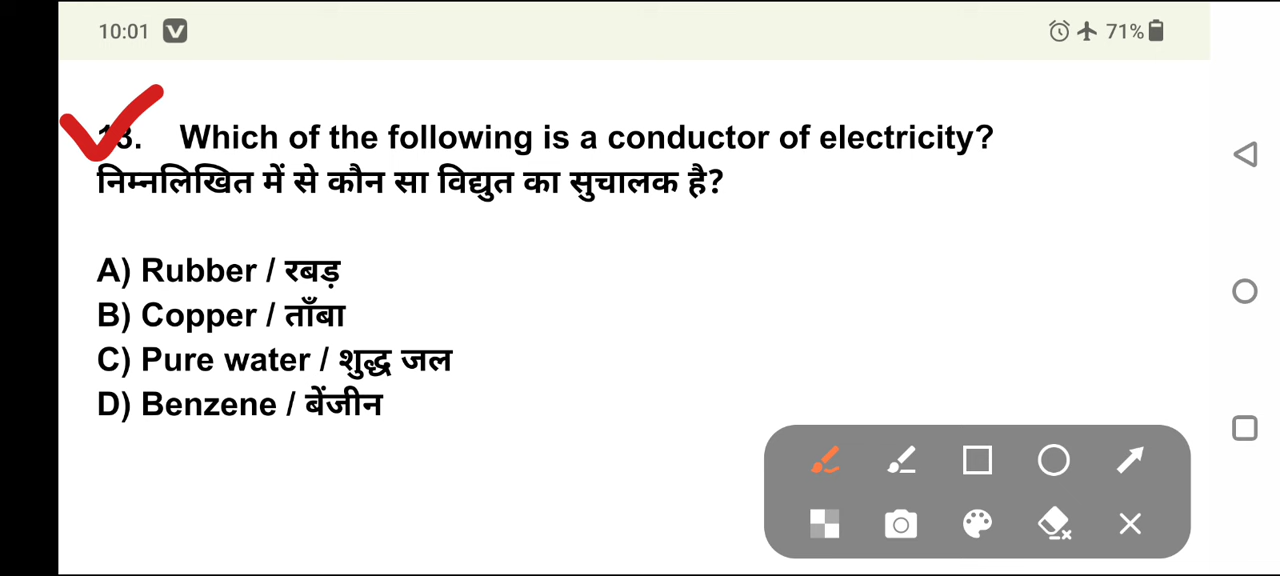 10:01 V 71%
13. Which of the following is a conductor of electricity?
निम्नलिखित में से कौन सा विद्युत का सुचालक है?
A) Rubber / रबड़
B) Copper / ताँबा
C) Pure water / शुद्ध जल
D) Benzene / बेंजीन